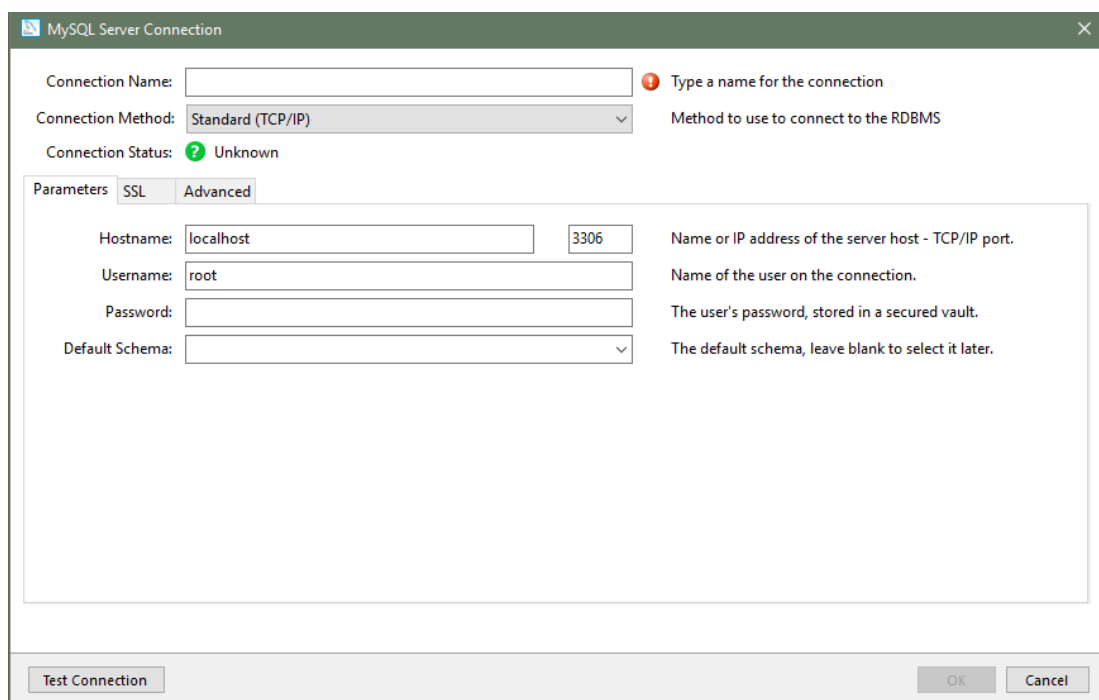 MySQL Server Connection
Connection Name: Type a name for the connection
Connection Method: Standard (TCP/IP) Method to use to connect to the RDBMS
Connection Status: ? Unknown
Parameters SSL Advanced
Hostname: localhost 3306 Name or IP address of the server host - TCP/IP port.
Username: root Name of the user on the connection.
Password: The user's password, stored in a secured vault.
Default Schema: The default schema, leave blank to select it later.
Test Connection OK Cancel